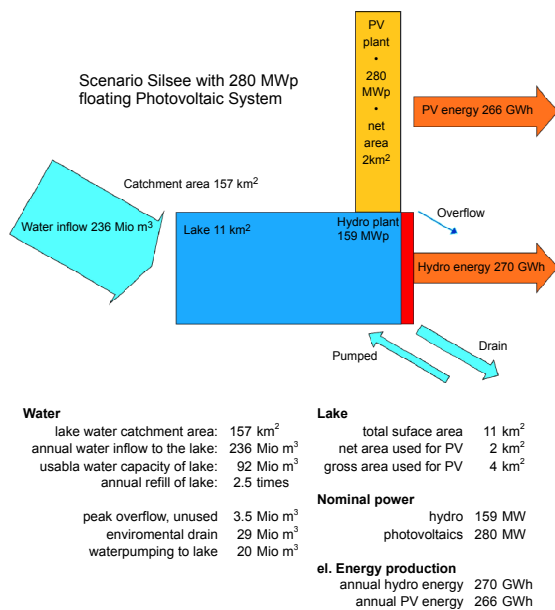 Scenario Silsee with 280 MWp
floating Photovoltaic System
PV
plant
•
280
MWp
•
net
area
2km²
PV energy 266 GWh
Catchment area 157 km²
Water inflow 236 Mio m³
Lake 11 km²
Hydro plant
159 MWp
Overflow
Hydro energy 270 GWh
Drain
Pumped
Water
lake water catchment area: 157 km²
annual water inflow to the lake: 236 Mio m³
usabla water capacity of lake: 92 Mio m³
annual refill of lake: 2.5 times
peak overflow, unused 3.5 Mio m³
enviromental drain 29 Mio m³
waterpumping to lake 20 Mio m³
Lake
total suface area 11 km²
net area used for PV 2 km²
gross area used for PV 4 km²
Nominal power
hydro 159 MW
photovoltaics 280 MW
el. Energy production
annual hydro energy 270 GWh
annual PV energy 266 GWh